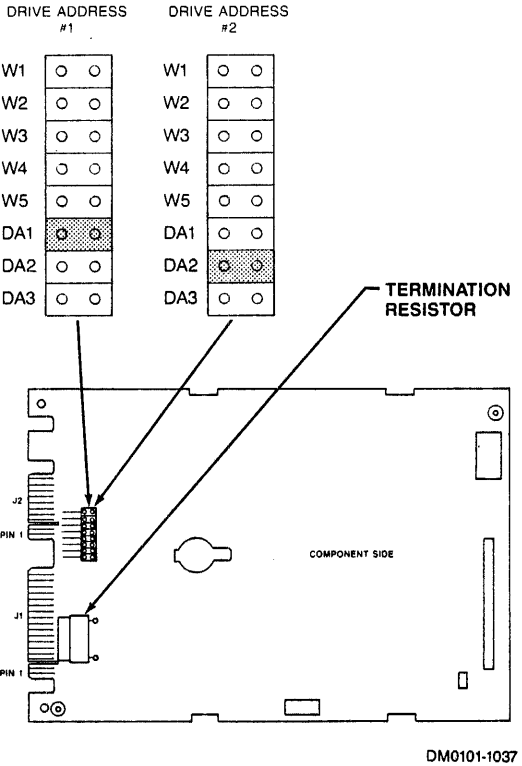 DRIVE ADDRESS DRIVE ADDRESS
#1 #2
W1 W1
W2 W2
W3 W3
W4 W4
W5 W5
DA1 DA1
DA2 DA2
DA3 DA3
TERMINATION
RESISTOR
J2
PIN 1
COMPONENT SIDE
J1
PIN 1
DM0101-1037